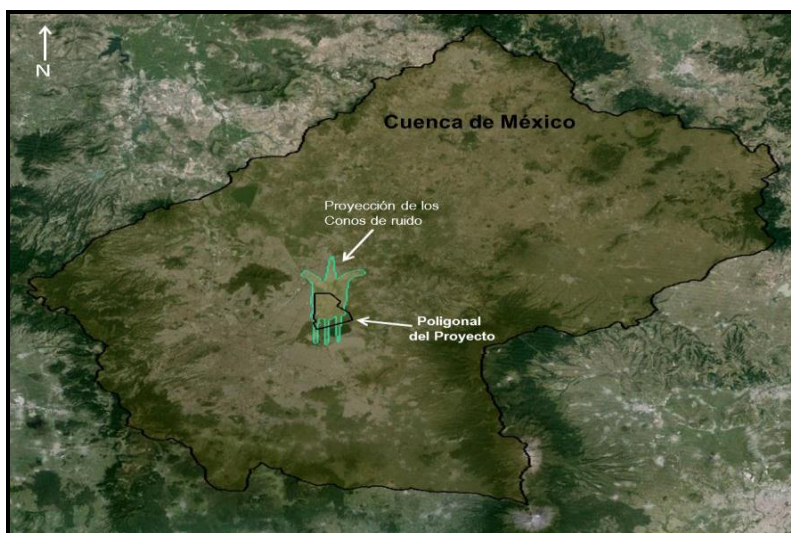 N
Cuenca de México
Proyección de los
Conos de ruido
Poligonal
del Proyecto